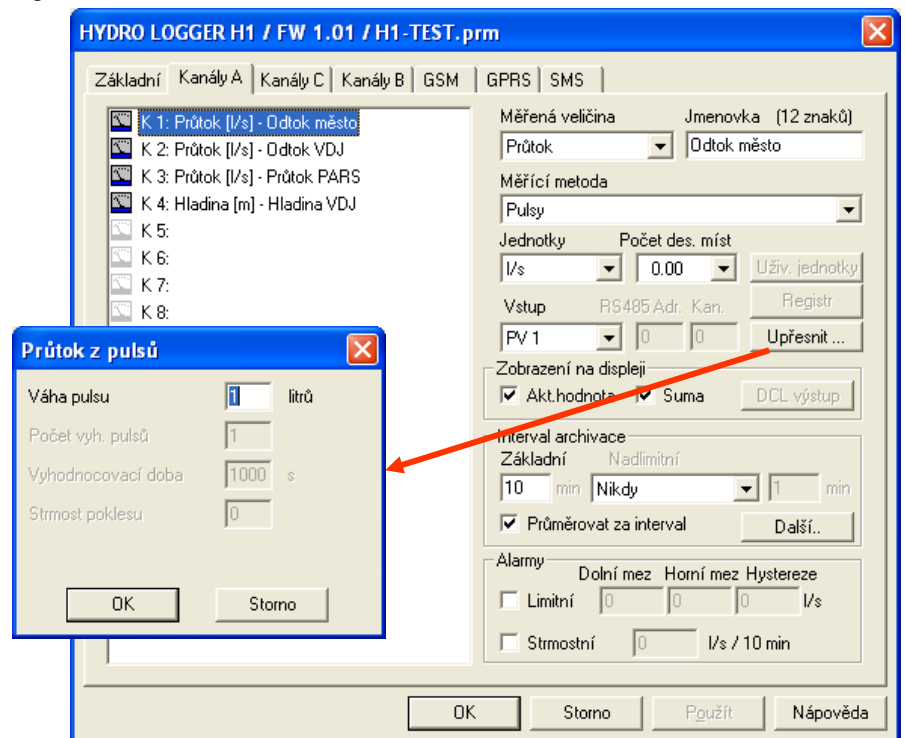 HYDRO LOGGER H1 / FW 1.01 / H1-TEST.prm
Základní Kanály A Kanály C Kanály B GSM GPRS SMS
K 1: Průtok [l/s] - Odtok město
K 2: Průtok [l/s] - Odtok VDJ
K 3: Průtok [l/s] - Průtok PARS
K 4: Hladina [m] - Hladina VDJ
K 5:
K 6:
K 7:
K 8:
Měřená veličina Jmenovka (12 znaků)
Průtok Odtok město
Měřící metoda
Pulsy
Jednotky Počet des. míst
l/s 0.00 Uživ. jednotky
Vstup RS485 Adr. Kan. Registr
PV 1 0 0 Upřesnit ...
Zobrazení na displeji
Akt.hodnota Suma DCL výstup
Interval archivace
Základní Nadlimitní
10 min Nikdy 1 min
Průměrovat za interval Další..
Alarmy
Dolní mez Horní mez Hystereze
Limitní 0 0 0 l/s
Strmostní 0 l/s / 10 min
OK Storno Použít Nápověda
Průtok z pulsů
Váha pulsu 1 litrů
Počet vyh. pulsů 1
Vyhodnocovací doba 1000 s
Strmost poklesu 0
OK Storno